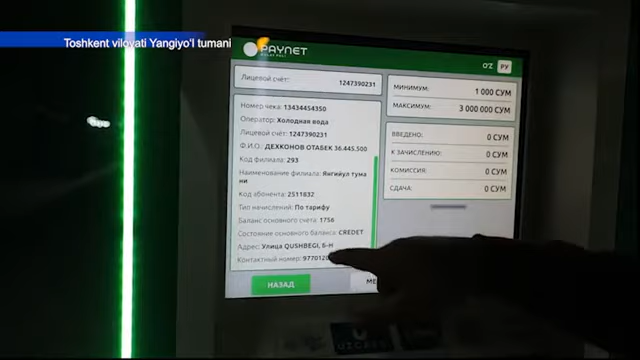 Toshkent viloyati Yangiyo'l tumani
PAYNET
O'Z РУ
Лицевой счёт: 1247390231
Номер чека: 13434454350
Оператор: Холодная вода
Лицевой счёт: 1247390231
Ф.И.О.: ДЕХКОНОВ ОТАБЕК 36.445.500
Код филиала: 293
Наименование филиала: Янгийул тума
ни
Код абонента: 2511832
Тип начислений: По тарифу
Баланс основного счета: 1756
Состояние основного баланса: CREDET
Адрес: Улица QUSHBEGI, Б-Н
Контактный номер: 9770120
НАЗАД
МИНИМУМ: 1 000 СУМ
МАКСИМУМ: 3 000 000 СУМ
ВВЕДЕНО: 0 СУМ
К ЗАЧИСЛЕНИЮ: 0 СУМ
КОМИССИЯ: 0 СУМ
СДАЧА: 0 СУМ
МЕ